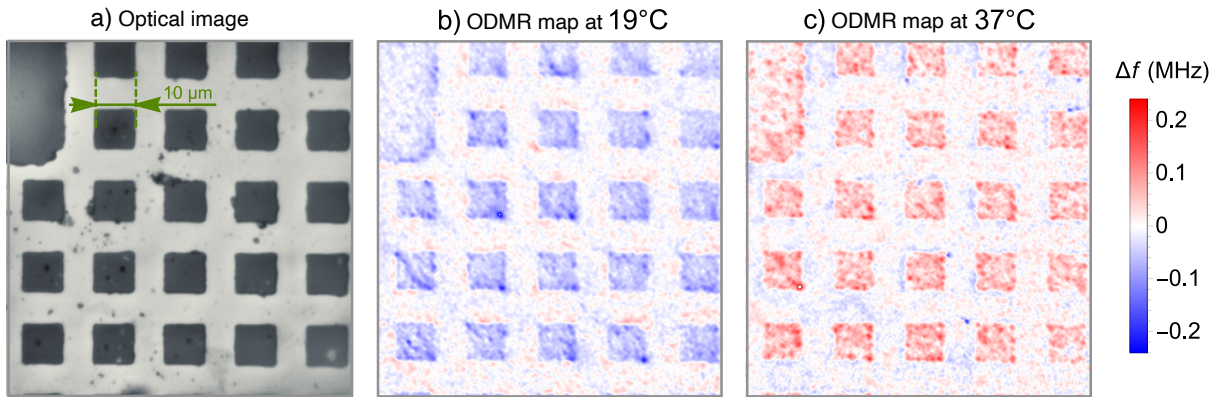 a) Optical image
b) ODMR map at 19°C
c) ODMR map at 37°C
10 μm
Δf (MHz)
0.2
0.1
0
−0.1
−0.2